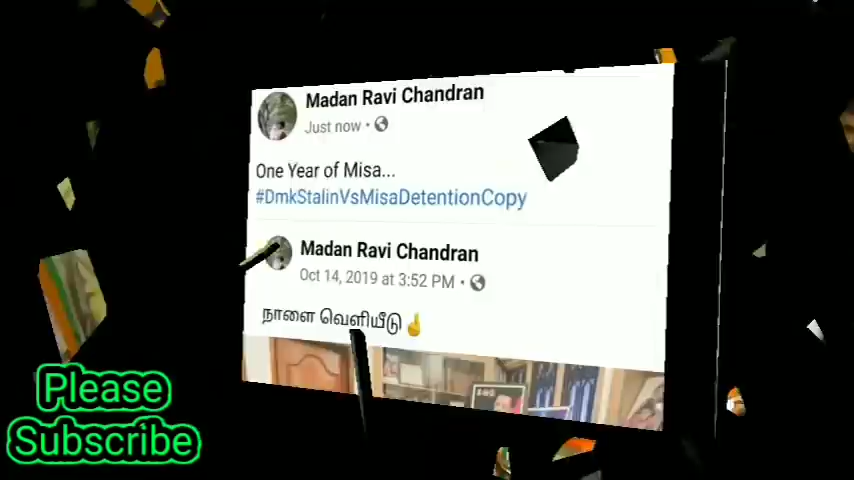 Madan Ravi Chandran
Just now
One Year of Misa...
#DmkStalinVsMisaDetentionCopy
Madan Ravi Chandran
Oct 14, 2019 at 3:52 PM
நாளை வெளியீடு
Please
Subscribe